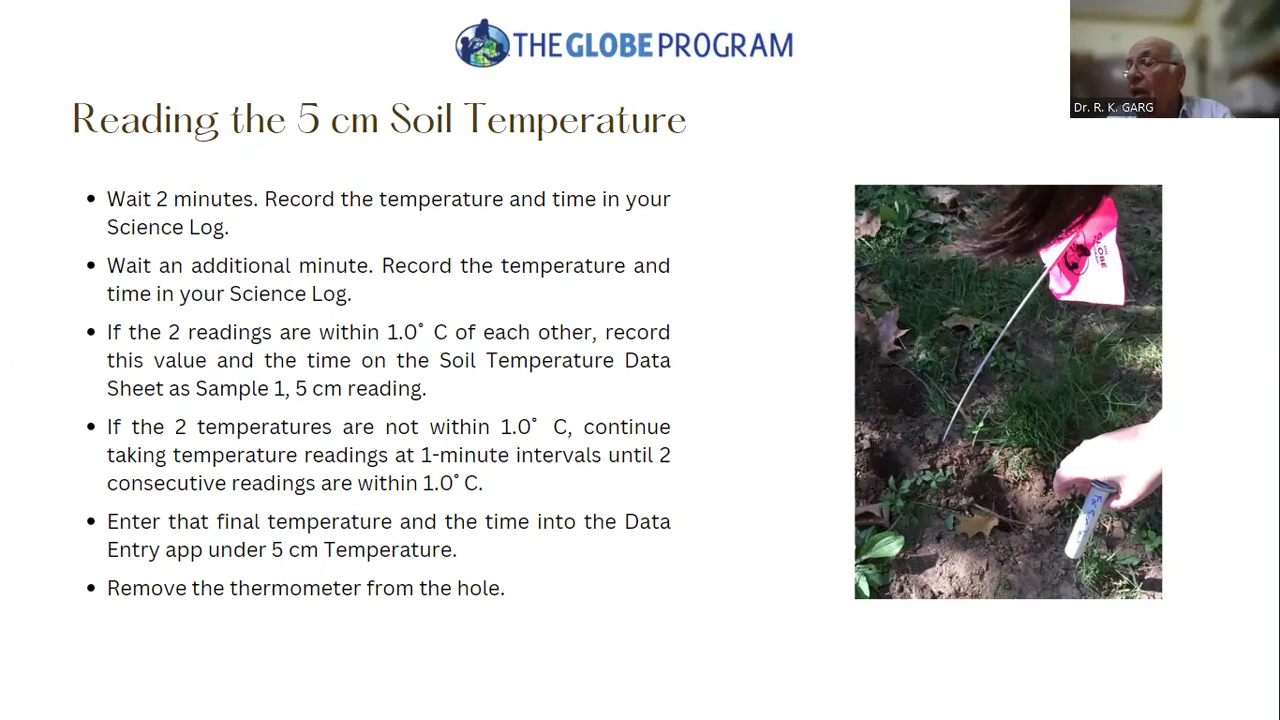 THE GLOBE PROGRAM
Dr. R. K. GARG
Reading the 5 cm Soil Temperature
• Wait 2 minutes. Record the temperature and time in your
Science Log.
• Wait an additional minute. Record the temperature and
time in your Science Log.
• If the 2 readings are within 1.0° C of each other, record
this value and the time on the Soil Temperature Data
Sheet as Sample 1, 5 cm reading.
• If the 2 temperatures are not within 1.0° C, continue
taking temperature readings at 1-minute intervals until 2
consecutive readings are within 1.0° C.
• Enter that final temperature and the time into the Data
Entry app under 5 cm Temperature.
• Remove the thermometer from the hole.
GLOBE